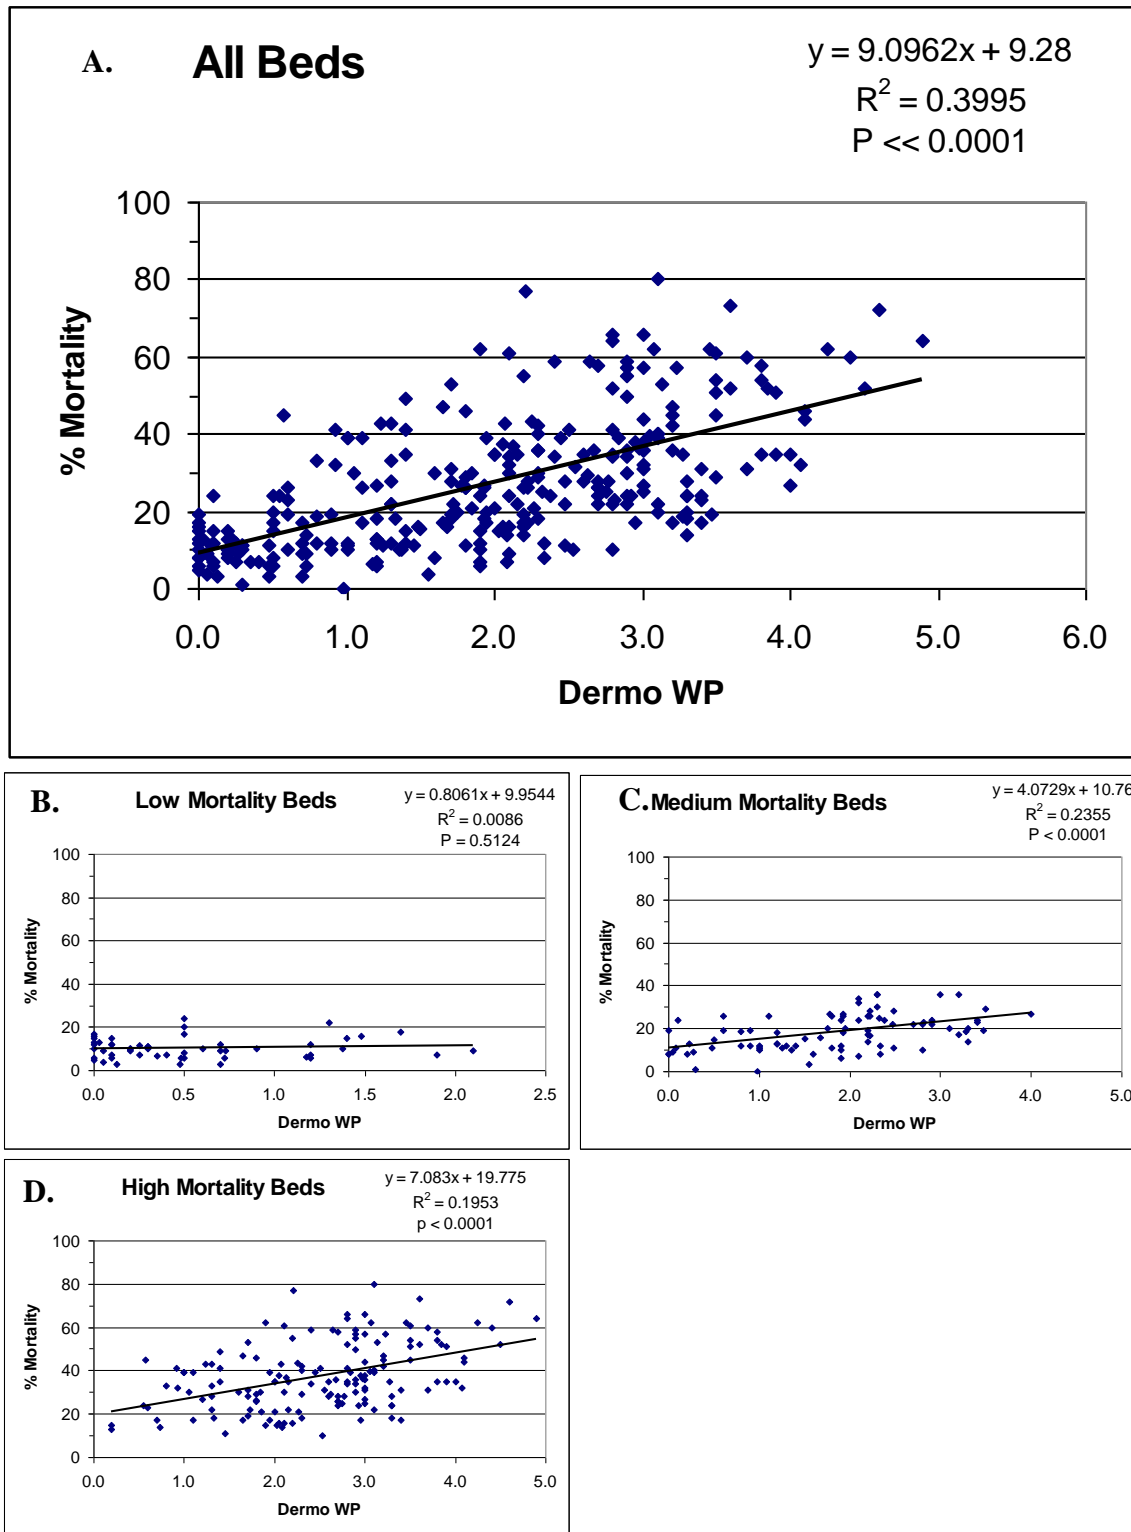 A. All Beds
y = 9.0962x + 9.28
R² = 0.3995
P << 0.0001
100
80
60
40
20
0
% Mortality
0.0 1.0 2.0 3.0 4.0 5.0 6.0
Dermo WP
B. Low Mortality Beds
y = 0.8061x + 9.9544
R² = 0.0086
P = 0.5124
100
80
60
40
20
0
% Mortality
0.0 0.5 1.0 1.5 2.0 2.5
Dermo WP
C. Medium Mortality Beds
y = 4.0729x + 10.76
R² = 0.2355
P < 0.0001
100
80
60
40
20
0
% Mortality
0.0 1.0 2.0 3.0 4.0 5.0
Dermo WP
D. High Mortality Beds
y = 7.083x + 19.775
R² = 0.1953
p < 0.0001
100
80
60
40
20
0
% Mortality
0.0 1.0 2.0 3.0 4.0 5.0
Dermo WP